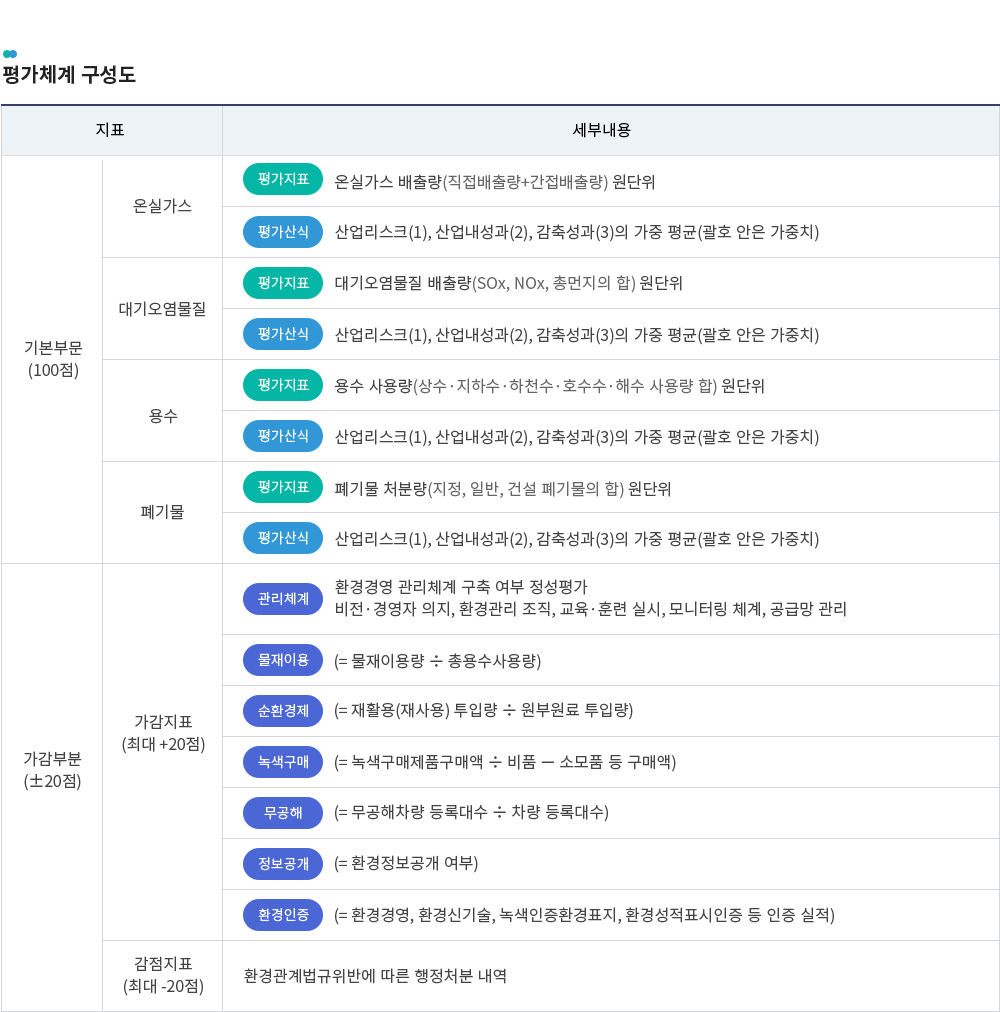 평가체계 구성도
지표
세부내용
기본부문
(100점)
온실가스
평가지표 온실가스 배출량(직접배출량+간접배출량) 원단위
평가산식 산업리스크(1), 산업내성과(2), 감축성과(3)의 가중 평균(괄호 안은 가중치)
대기오염물질
평가지표 대기오염물질 배출량(SOx, NOx, 총먼지의 합) 원단위
평가산식 산업리스크(1), 산업내성과(2), 감축성과(3)의 가중 평균(괄호 안은 가중치)
용수
평가지표 용수 사용량(상수·지하수·하천수·호수수·해수 사용량 합) 원단위
평가산식 산업리스크(1), 산업내성과(2), 감축성과(3)의 가중 평균(괄호 안은 가중치)
폐기물
평가지표 폐기물 처분량(지정, 일반, 건설 폐기물의 합) 원단위
평가산식 산업리스크(1), 산업내성과(2), 감축성과(3)의 가중 평균(괄호 안은 가중치)
가감부분
(±20점)
가감지표
(최대 +20점)
관리체계 환경경영 관리체계 구축 여부 정성평가
비전·경영자 의지, 환경관리 조직, 교육·훈련 실시, 모니터링 체계, 공급망 관리
물재이용 (= 물재이용량 ÷ 총용수사용량)
순환경제 (= 재활용(재사용) 투입량 ÷ 원부원료 투입량)
녹색구매 (= 녹색구매제품구매액 ÷ 비품 ㅡ 소모품 등 구매액)
무공해 (= 무공해차량 등록대수 ÷ 차량 등록대수)
정보공개 (= 환경정보공개 여부)
환경인증 (= 환경경영, 환경신기술, 녹색인증환경표지, 환경성적표시인증 등 인증 실적)
감점지표
(최대 -20점)
환경관계법규위반에 따른 행정처분 내역